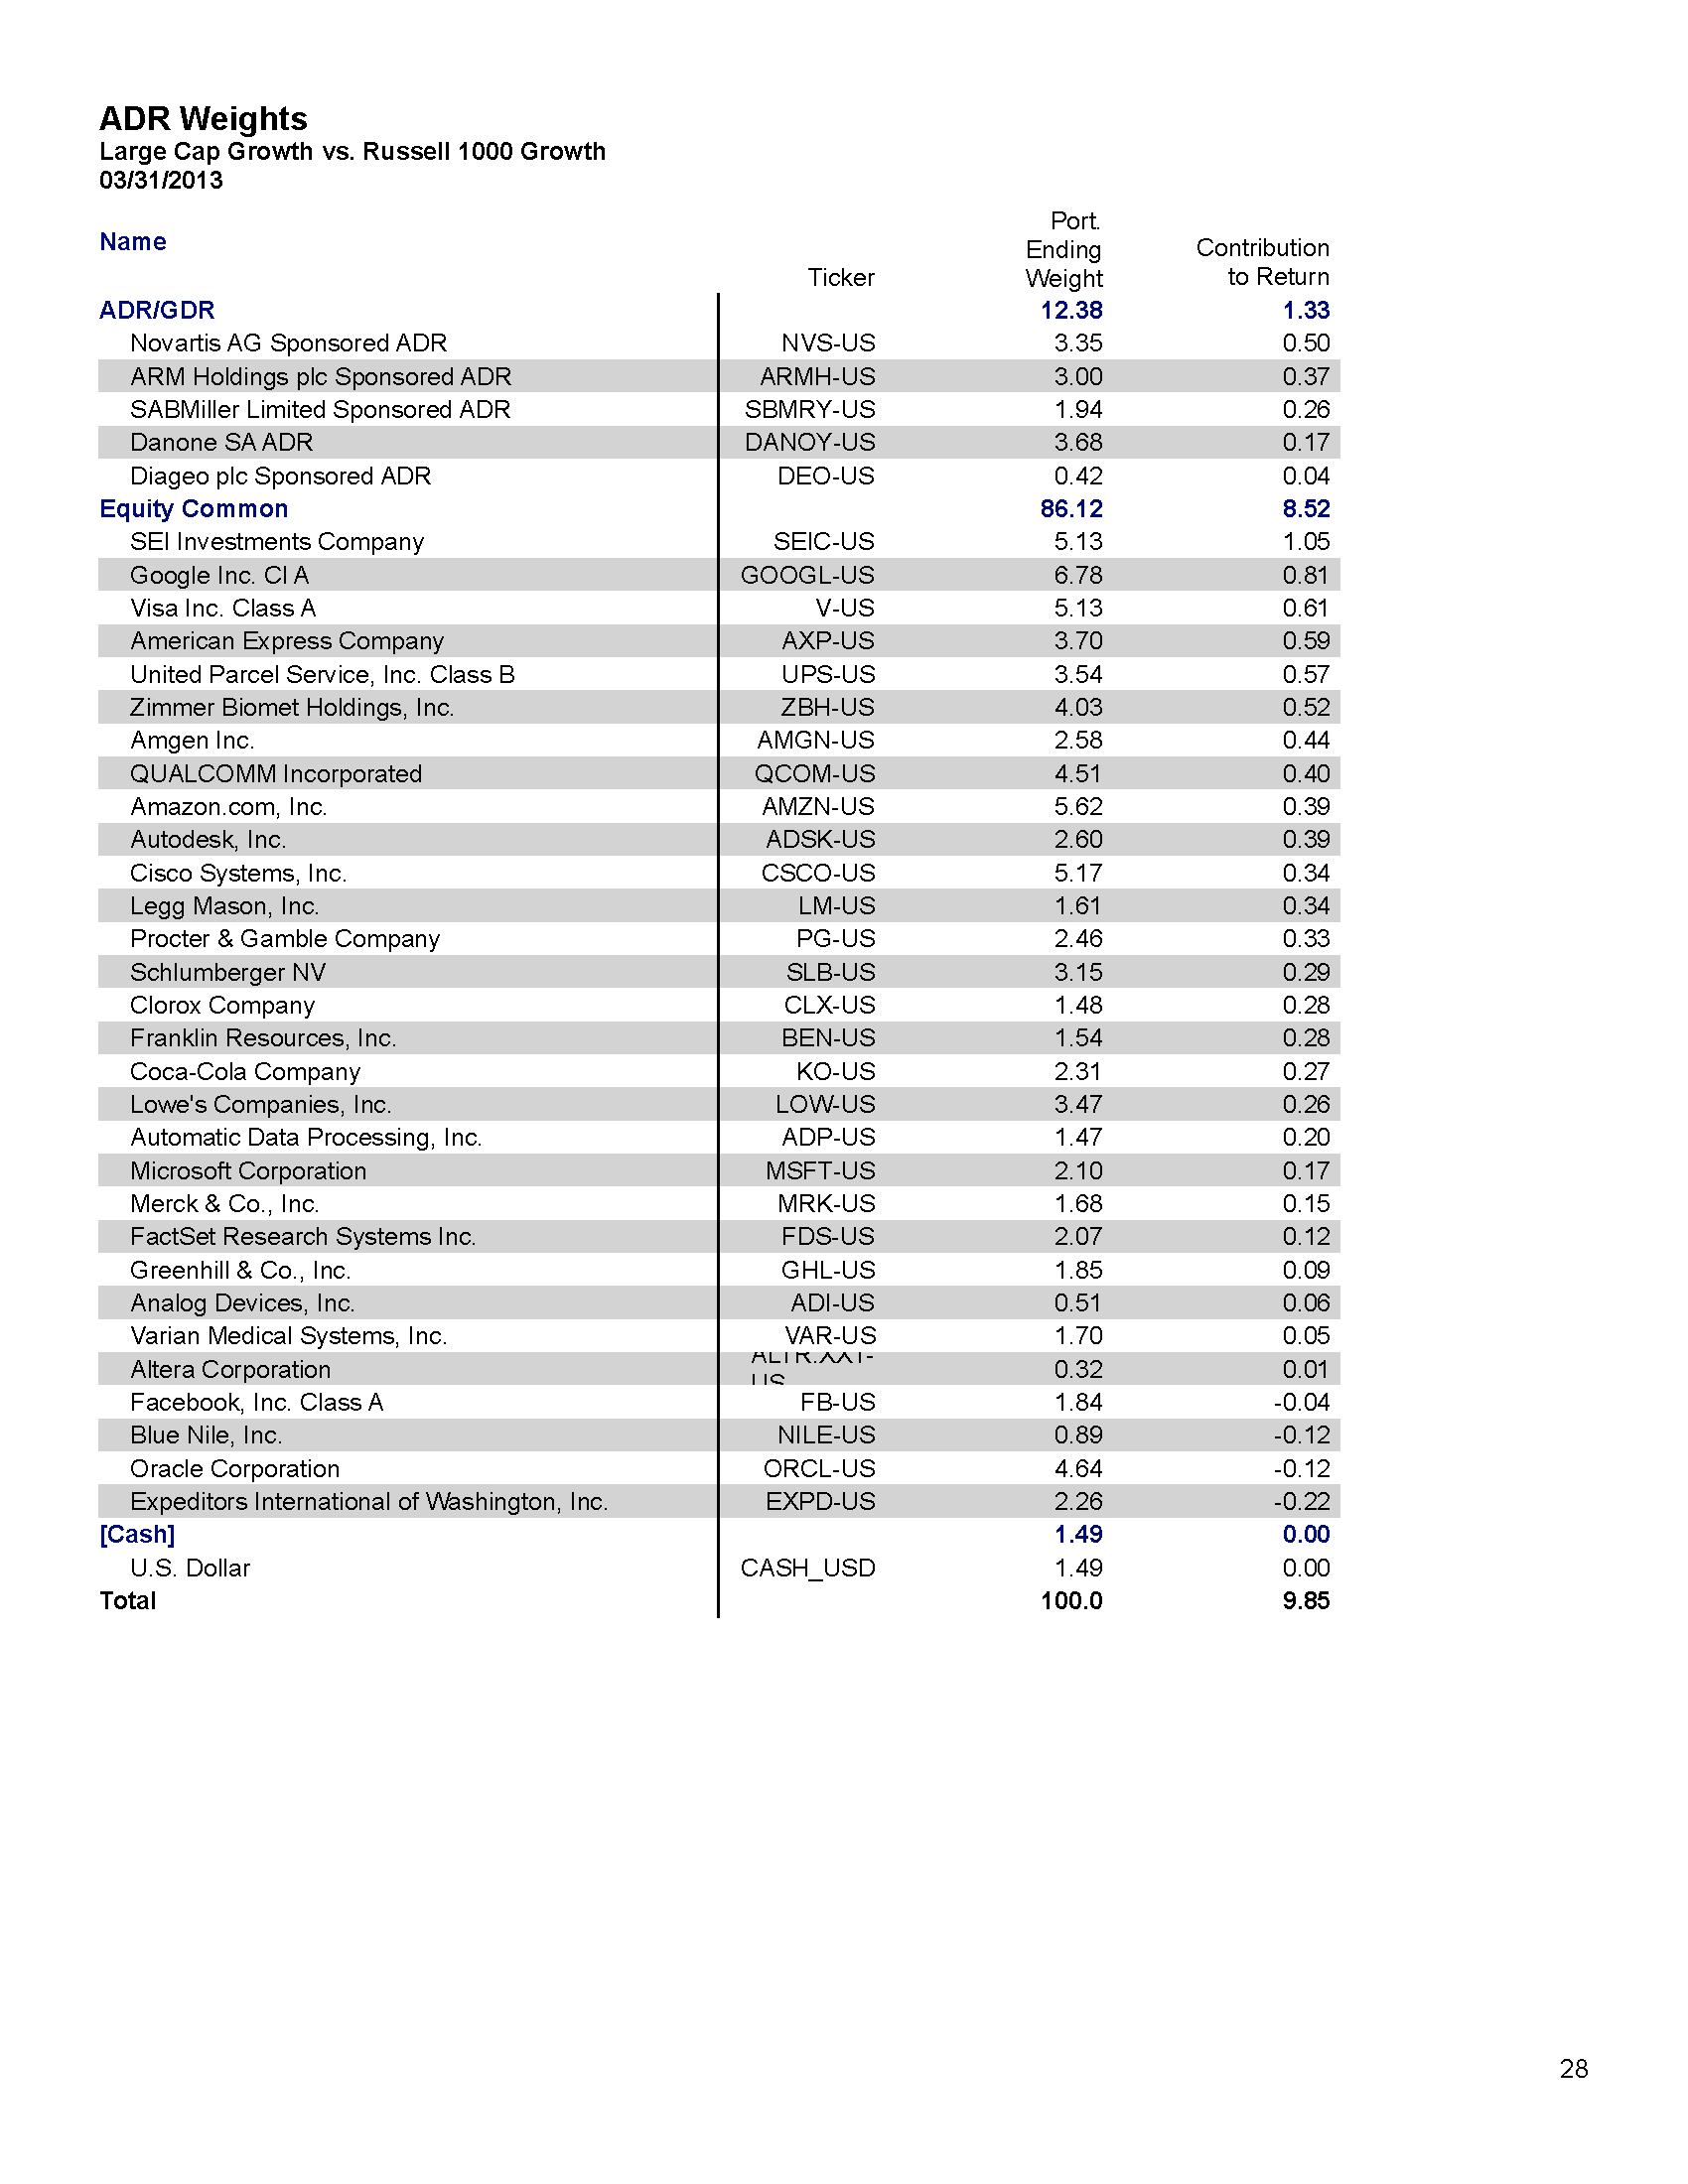 ADR Weights
Large Cap Growth vs. Russell 1000 Growth
03/31/2013
Name Ticker Port. Ending Weight Contribution to Return
ADR/GDR 12.38 1.33
Novartis AG Sponsored ADR NVS-US 3.35 0.50
ARM Holdings plc Sponsored ADR ARMH-US 3.00 0.37
SABMiller Limited Sponsored ADR SBMRY-US 1.94 0.26
Danone SA ADR DANOY-US 3.68 0.17
Diageo plc Sponsored ADR DEO-US 0.42 0.04
Equity Common 86.12 8.52
SEI Investments Company SEIC-US 5.13 1.05
Google Inc. Cl A GOOGL-US 6.78 0.81
Visa Inc. Class A V-US 5.13 0.61
American Express Company AXP-US 3.70 0.59
United Parcel Service, Inc. Class B UPS-US 3.54 0.57
Zimmer Biomet Holdings, Inc. ZBH-US 4.03 0.52
Amgen Inc. AMGN-US 2.58 0.44
QUALCOMM Incorporated QCOM-US 4.51 0.40
Amazon.com, Inc. AMZN-US 5.62 0.39
Autodesk, Inc. ADSK-US 2.60 0.39
Cisco Systems, Inc. CSCO-US 5.17 0.34
Legg Mason, Inc. LM-US 1.61 0.34
Procter & Gamble Company PG-US 2.46 0.33
Schlumberger NV SLB-US 3.15 0.29
Clorox Company CLX-US 1.48 0.28
Franklin Resources, Inc. BEN-US 1.54 0.28
Coca-Cola Company KO-US 2.31 0.27
Lowe's Companies, Inc. LOW-US 3.47 0.26
Automatic Data Processing, Inc. ADP-US 1.47 0.20
Microsoft Corporation MSFT-US 2.10 0.17
Merck & Co., Inc. MRK-US 1.68 0.15
FactSet Research Systems Inc. FDS-US 2.07 0.12
Greenhill & Co., Inc. GHL-US 1.85 0.09
Analog Devices, Inc. ADI-US 0.51 0.06
Varian Medical Systems, Inc. VAR-US 1.70 0.05
Altera Corporation 0.32 0.01
Facebook, Inc. Class A FB-US 1.84 -0.04
Blue Nile, Inc. NILE-US 0.89 -0.12
Oracle Corporation ORCL-US 4.64 -0.12
Expeditors International of Washington, Inc. EXPD-US 2.26 -0.22
[Cash] 1.49 0.00
U.S. Dollar CASH_USD 1.49 0.00
Total 100.0 9.85
28